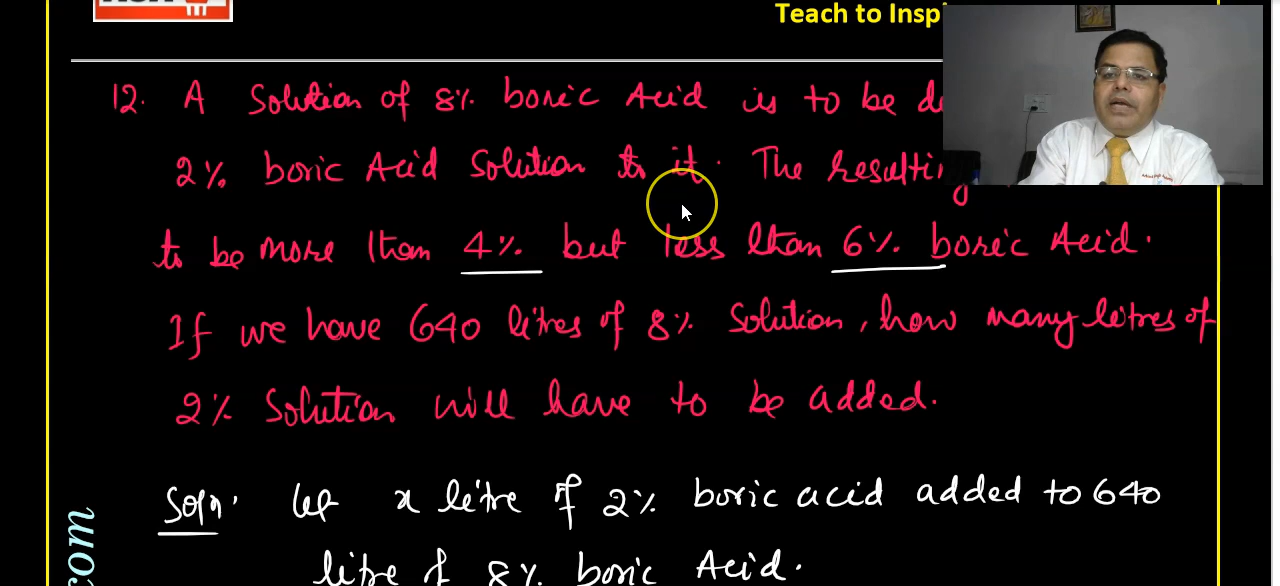 Teach to Inspi
12. A Solution of 8% boric Acid is to be d
2% boric Acid Solution to it. The resulting
to be more than 4% but less than 6% boric Acid.
If we have 640 litres of 8% Solution, how many litres of
2% Solution will have to be added.
Soln. let x litre of 2% boric acid added to 640
litre of 8% boric Acid.
com